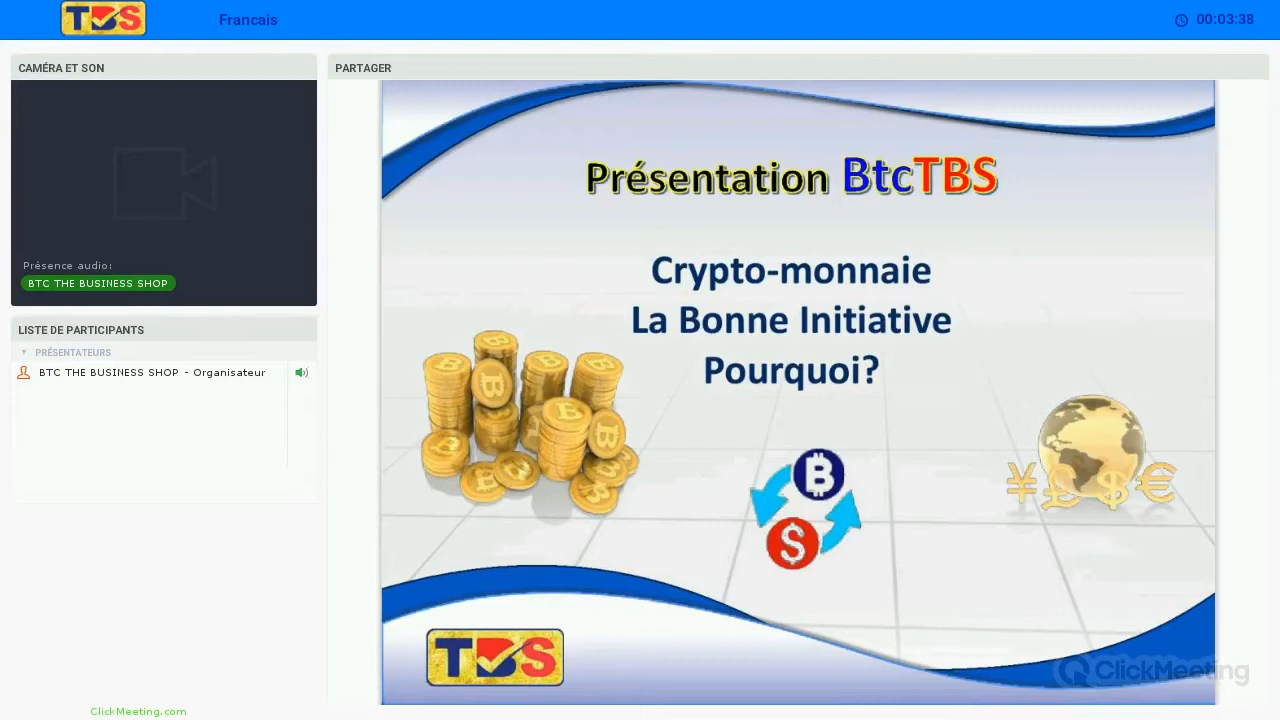 TBS
Francais
00:03:38
CAMÉRA ET SON
PARTAGER
Présence audio:
BTC THE BUSINESS SHOP
LISTE DE PARTICIPANTS
PRÉSENTATEURS
BTC THE BUSINESS SHOP - Organisateur
Présentation BtcTBS
Crypto-monnaie
La Bonne Initiative
Pourquoi?
TBS
ClickMeeting
ClickMeeting.com